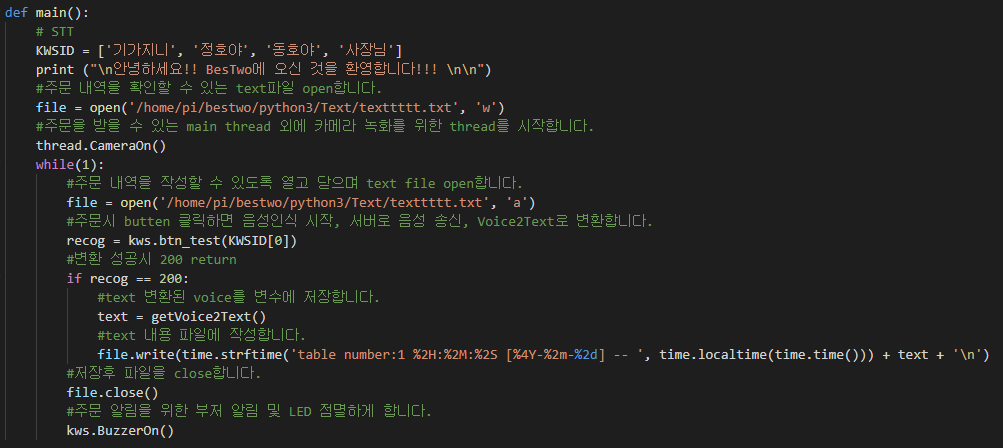 def main():
    # STT
    KWSID = ['기가지니', '정호야', '동호야', '사장님']
    print ("\n안녕하세요!! BesTwo에 오신 것을 환영합니다!!! \n\n")
    #주문 내역을 확인할 수 있는 text파일 open합니다.
    file = open('/home/pi/bestwo/python3/Text/texttttt.txt', 'w')
    #주문을 받을 수 있는 main thread 외에 카메라 녹화를 위한 thread를 시작합니다.
    thread.CameraOn()
    while(1):
        #주문 내역을 작성할 수 있도록 열고 닫으며 text file open합니다.
        file = open('/home/pi/bestwo/python3/Text/texttttt.txt', 'a')
        #주문시 butten 클릭하면 음성인식 시작, 서버로 음성 송신, Voice2Text로 변환합니다.
        recog = kws.btn_test(KWSID[0])
        #변환 성공시 200 return
        if recog == 200:
            #text 변환된 voice를 변수에 저장합니다.
            text = getVoice2Text()
            #text 내용 파일에 작성합니다.
            file.write(time.strftime('table number:1 %2H:%2M:%2S [%4Y-%2m-%2d] -- ', time.localtime(time.time())) + text + '\n')
        #저장후 파일을 close합니다.
        file.close()
        #주문 알림을 위한 부저 알림 및 LED 점멸하게 합니다.
        kws.BuzzerOn()